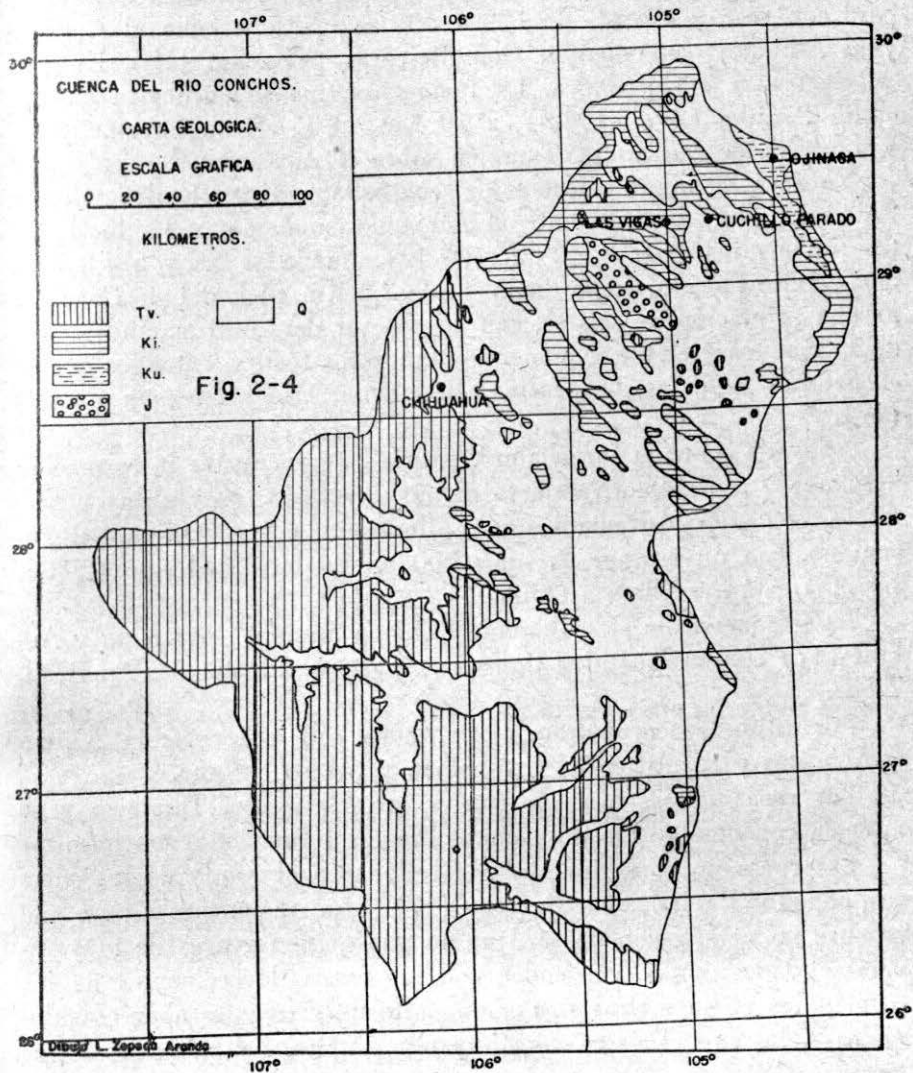 107° 106° 105°
30° 30°
CUENCA DEL RIO CONCHOS.
CARTA GEOLOGICA.
ESCALA GRAFICA
0 20 40 60 80 100
KILOMETROS.
OJINAGA
LAS VIGAS CUCHILLO PARADO
29°
Tv. Q
Ki.
Ku.
J
Fig. 2-4
CHIHUAHUA
28° 28°
27° 27°
26° 26°
Dibujó L. Zepeda Aranda
107° 106° 105°